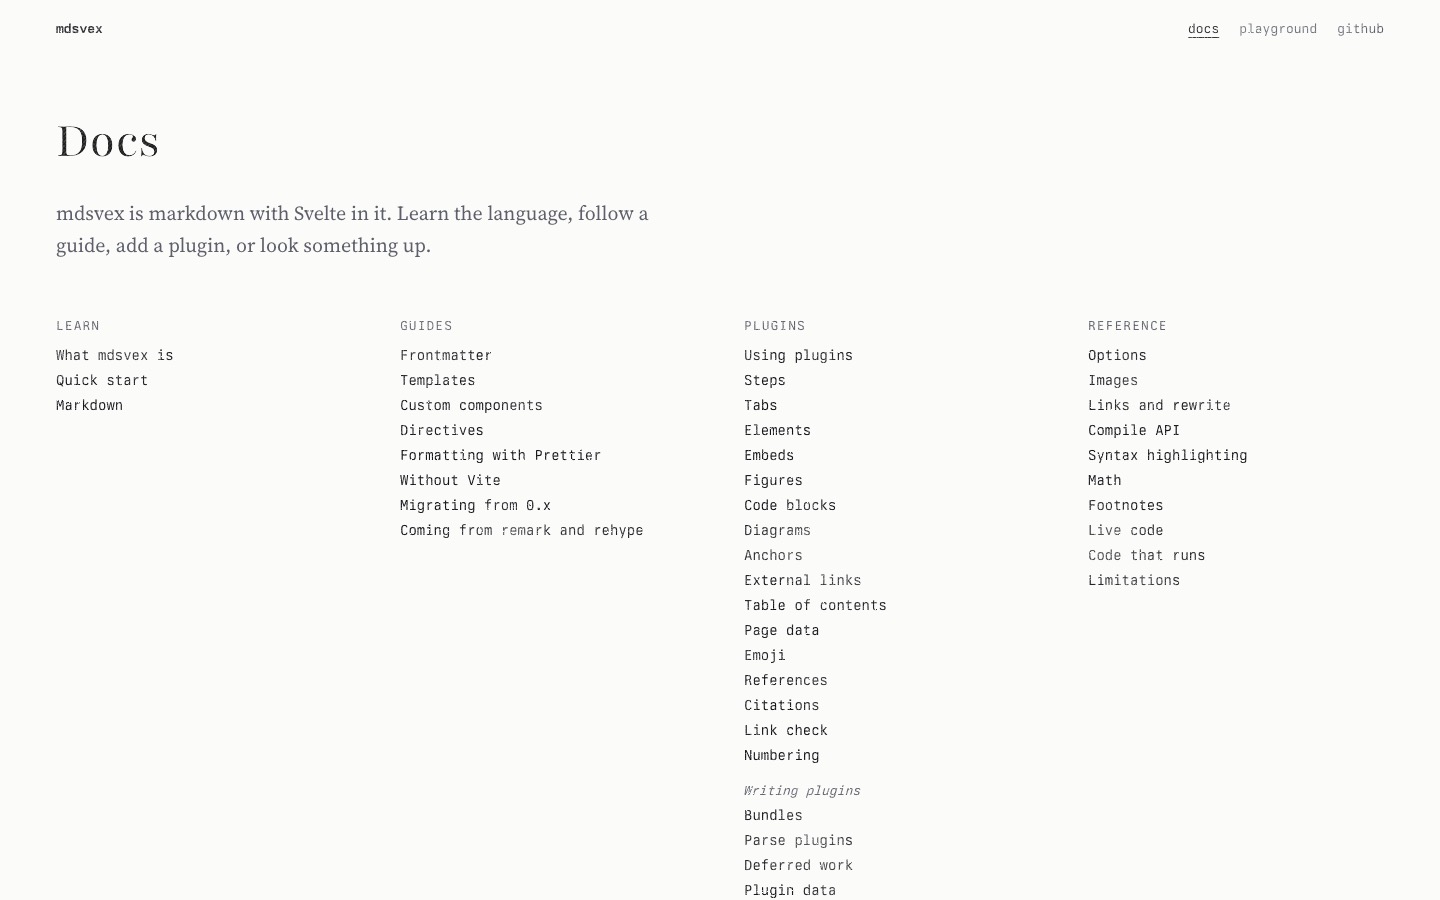 mdsvex
docs playground github
Docs
mdsvex is markdown with Svelte in it. Learn the language, follow a
guide, add a plugin, or look something up.
LEARN
What mdsvex is
Quick start
Markdown
GUIDES
Frontmatter
Templates
Custom components
Directives
Formatting with Prettier
Without Vite
Migrating from 0.x
Coming from remark and rehype
PLUGINS
Using plugins
Steps
Tabs
Elements
Embeds
Figures
Code blocks
Diagrams
Anchors
External links
Table of contents
Page data
Emoji
References
Citations
Link check
Numbering
Writing plugins
Bundles
Parse plugins
Deferred work
Plugin data
REFERENCE
Options
Images
Links and rewrite
Compile API
Syntax highlighting
Math
Footnotes
Live code
Code that runs
Limitations